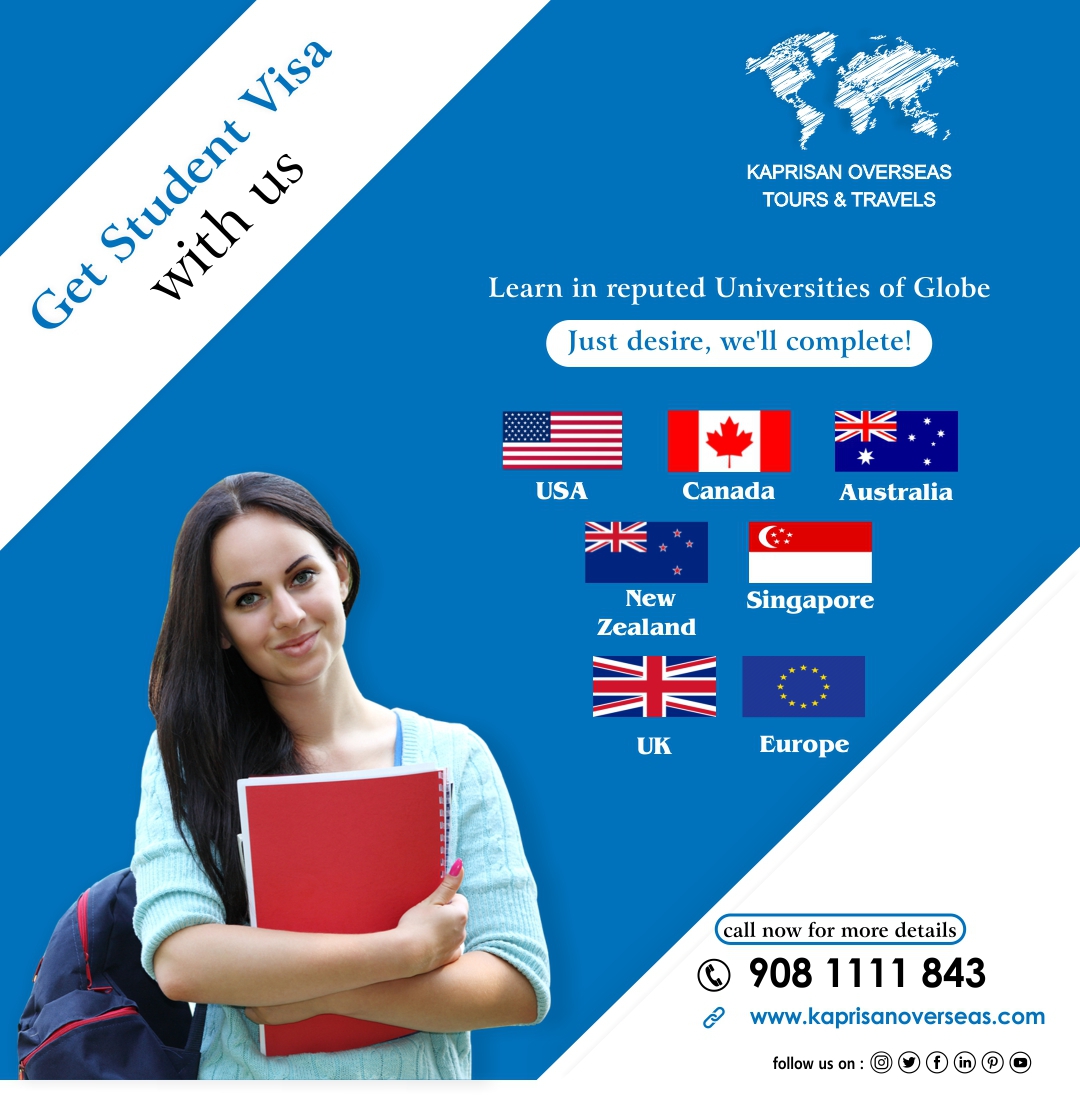 Get Student Visa
with us
KAPRISAN OVERSEAS
TOURS & TRAVELS
Learn in reputed Universities of Globe
Just desire, we'll complete!
USA
Canada
Australia
New
Zealand
Singapore
UK
Europe
call now for more details
908 1111 843
www.kaprisanoverseas.com
follow us on :